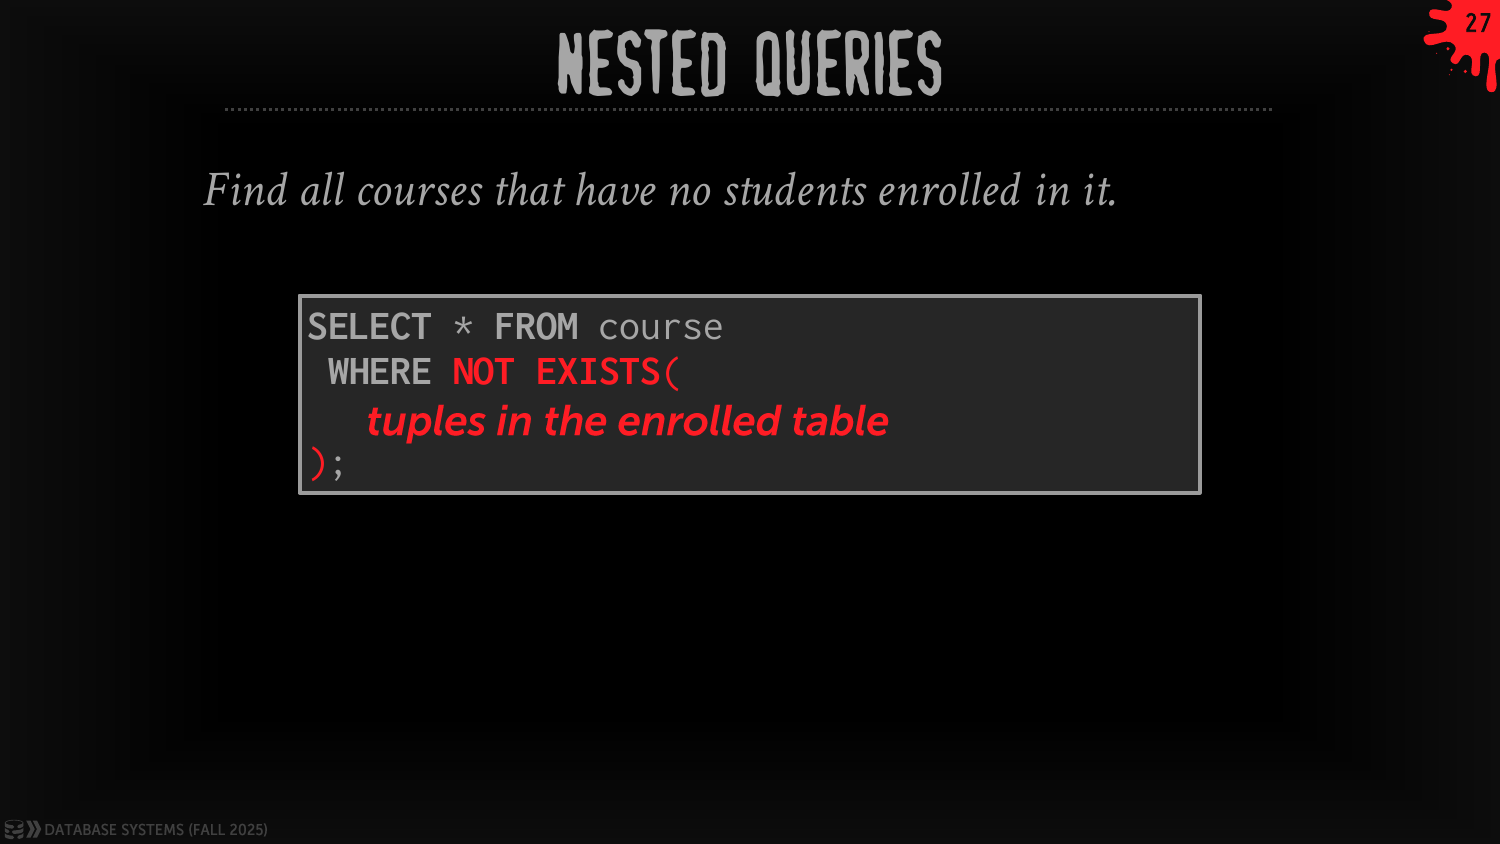 27
NESTED QUERIES
Find all courses that have no students enrolled in it.
SELECT * FROM course
WHERE NOT EXISTS(
tuples in the enrolled table
);
DATABASE SYSTEMS (FALL 2025)